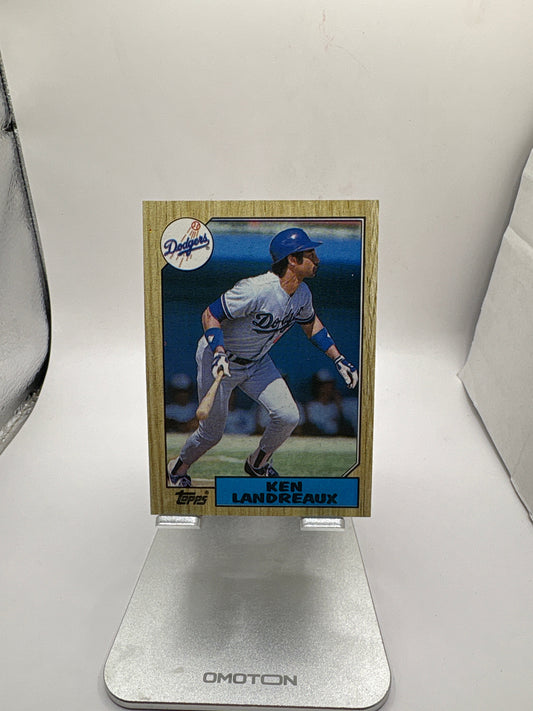 Dodgers
Dodgers
KEN
LANDREAUX
Topps
OMOTON